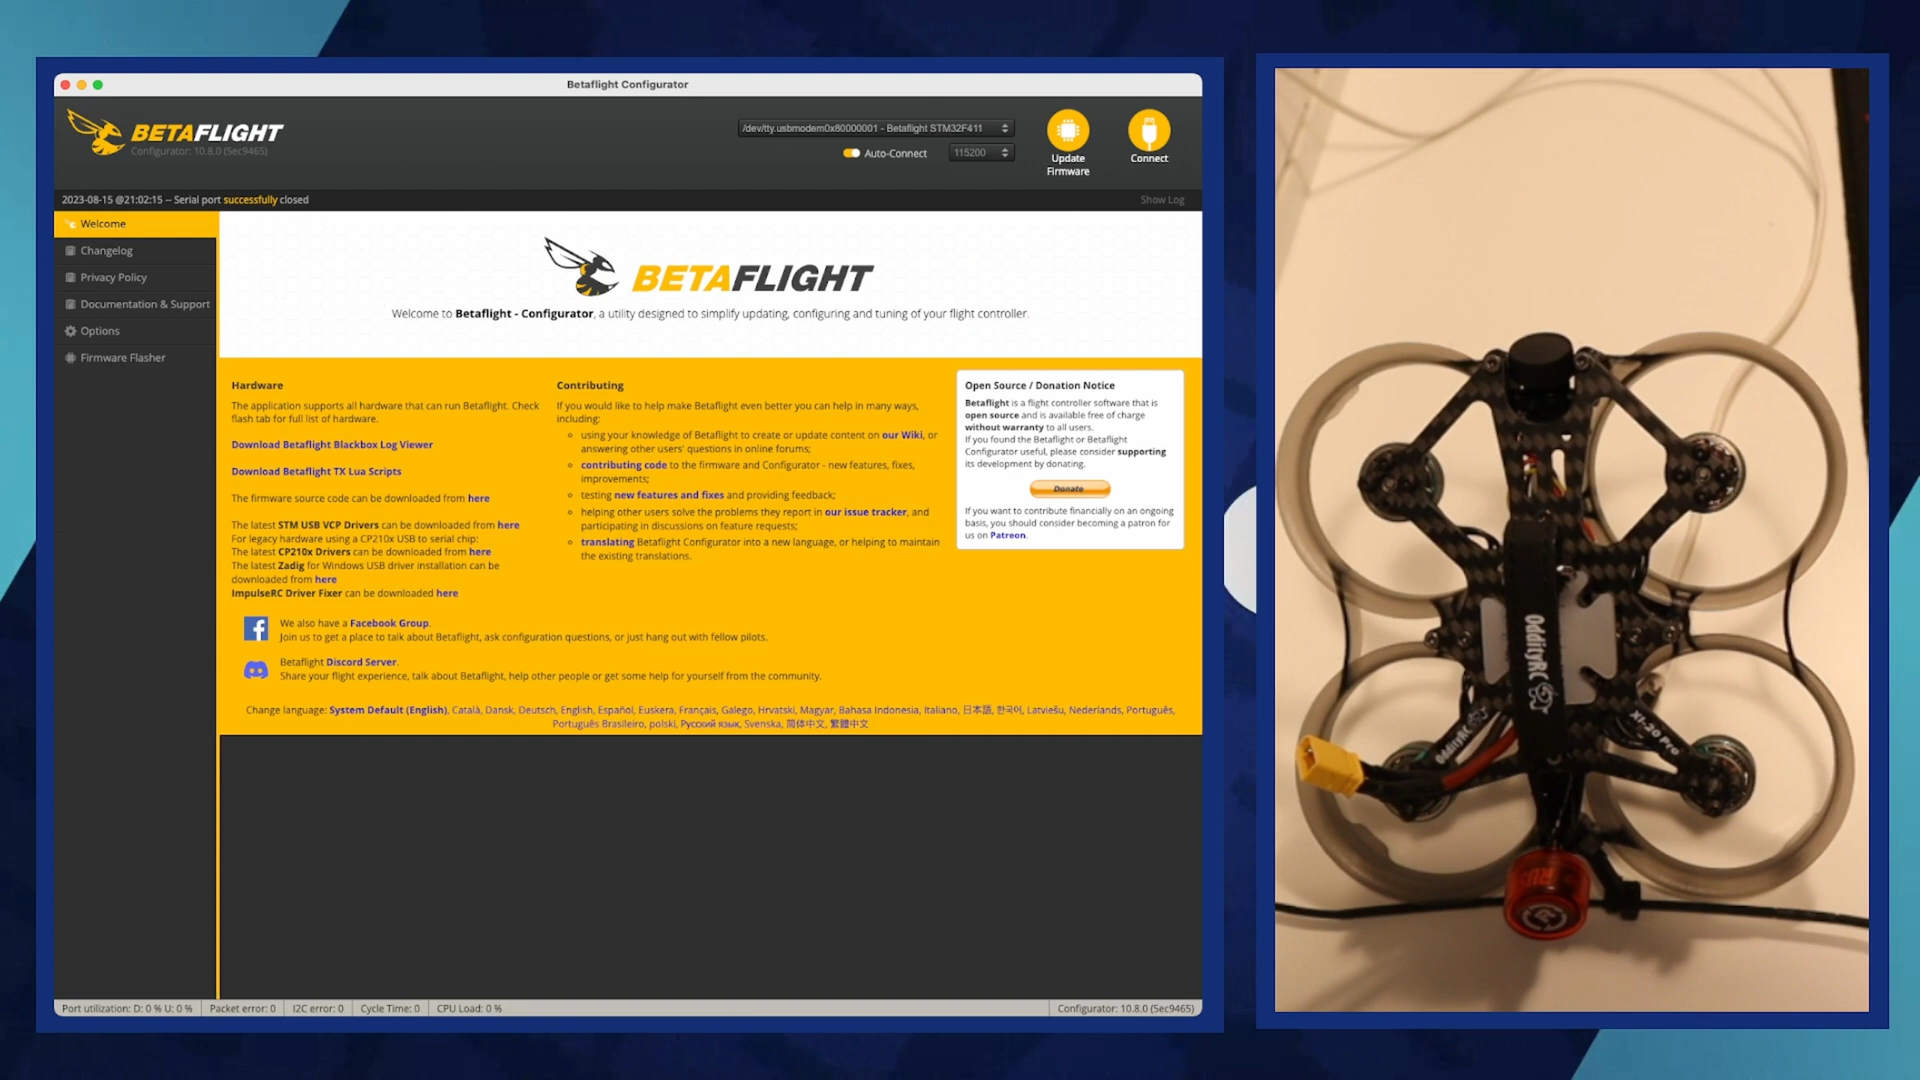 Betaflight Configurator
BETAFLIGHT
Configurator: 10.8.0 (5ec9465)
/dev/tty.usbmodem0x80000001 - Betaflight STM32F411
Auto-Connect
115200
Update
Firmware
Connect
2023-08-15 @21:02:15 -- Serial port successfully closed
Show Log
Welcome
Changelog
Privacy Policy
Documentation & Support
Options
Firmware Flasher
BETAFLIGHT
Welcome to Betaflight - Configurator, a utility designed to simplify updating, configuring and tuning of your flight controller.
Hardware
The application supports all hardware that can run Betaflight. Check
flash tab for full list of hardware.
Download Betaflight Blackbox Log Viewer
Download Betaflight TX Lua Scripts
The firmware source code can be downloaded from here
The latest STM USB VCP Drivers can be downloaded from here
For legacy hardware using a CP210x USB to serial chip:
The latest CP210x Drivers can be downloaded from here
The latest Zadig for Windows USB driver installation can be
downloaded from here
ImpulseRC Driver Fixer can be downloaded here
Contributing
If you would like to help make Betaflight even better you can help in many ways,
including:
using your knowledge of Betaflight to create or update content on our Wiki, or
answering other users' questions in online forums;
contributing code to the firmware and Configurator - new features, fixes,
improvements;
testing new features and fixes and providing feedback;
helping other users solve the problems they report in our issue tracker, and
participating in discussions on feature requests;
translating Betaflight Configurator into a new language, or helping to maintain
the existing translations.
Open Source / Donation Notice
Betaflight is a flight controller software that is
open source and is available free of charge
without warranty to all users.
If you found the Betaflight or Betaflight
Configurator useful, please consider supporting
its development by donating.
Donate
If you want to contribute financially on an ongoing
basis, you should consider becoming a patron for
us on Patreon.
We also have a Facebook Group.
Join us to get a place to talk about Betaflight, ask configuration questions, or just hang out with fellow pilots.
Betaflight Discord Server.
Share your flight experience, talk about Betaflight, help other people or get some help for yourself from the community.
Change language: System Default (English), Català, Dansk, Deutsch, English, Español, Euskera, Français, Galego, Hrvatski, Magyar, Bahasa Indonesia, Italiano, 日本語, 한국어, Latviešu, Nederlands, Português,
Português Brasileiro, polski, Русский язык, Svenska, 简体中文, 繁體中文
Port utilization: D: 0 % U: 0 %
Packet error: 0
I2C error: 0
Cycle Time: 0
CPU Load: 0 %
Configurator: 10.8.0 (5ec9465)
OddityRC
OddityRC
XI-20 Pro
RUS